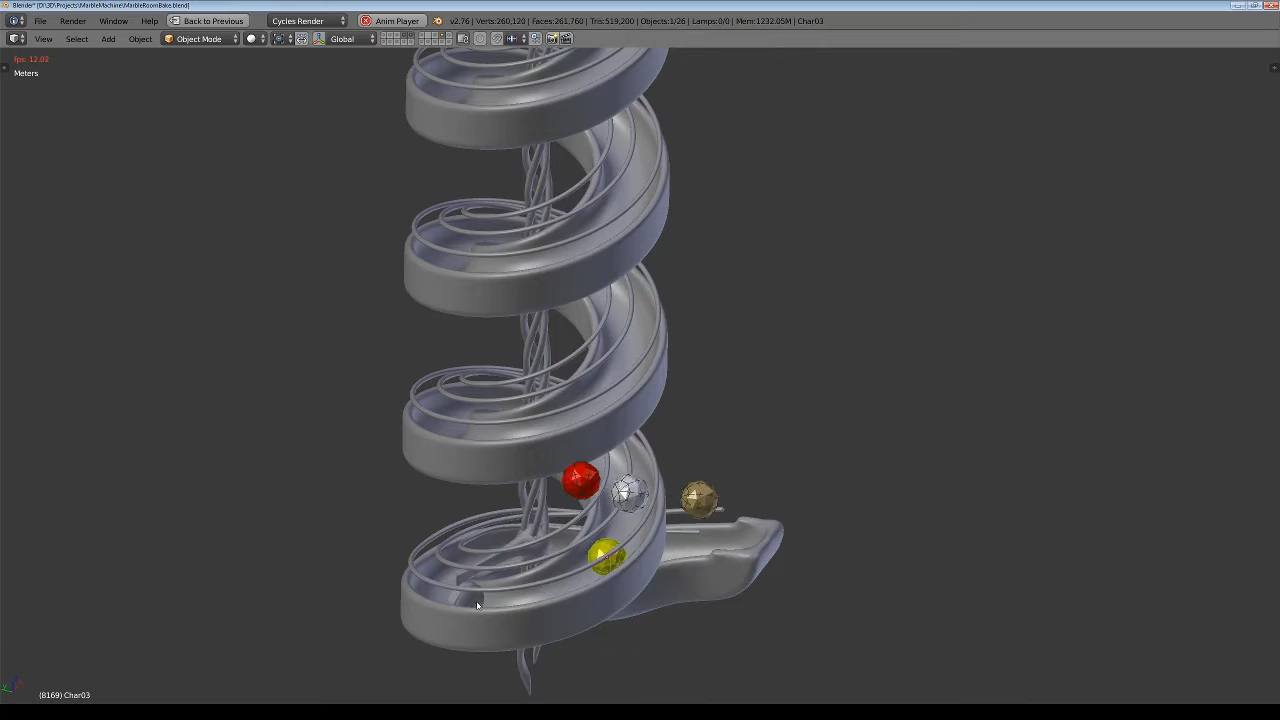 Blender* [D:\3D\Projects\MarbleMachine\MarbleRoomBake.blend]
File Render Window Help Back to Previous Cycles Render Anim Player v2.76 | Verts:260,120 | Faces:261,760 | Tris:519,200 | Objects:1/26 | Lamps:0/0 | Mem:1232.05M | Char03
View Select Add Object Object Mode Global
fps: 12.02
Meters
(8169) Char03